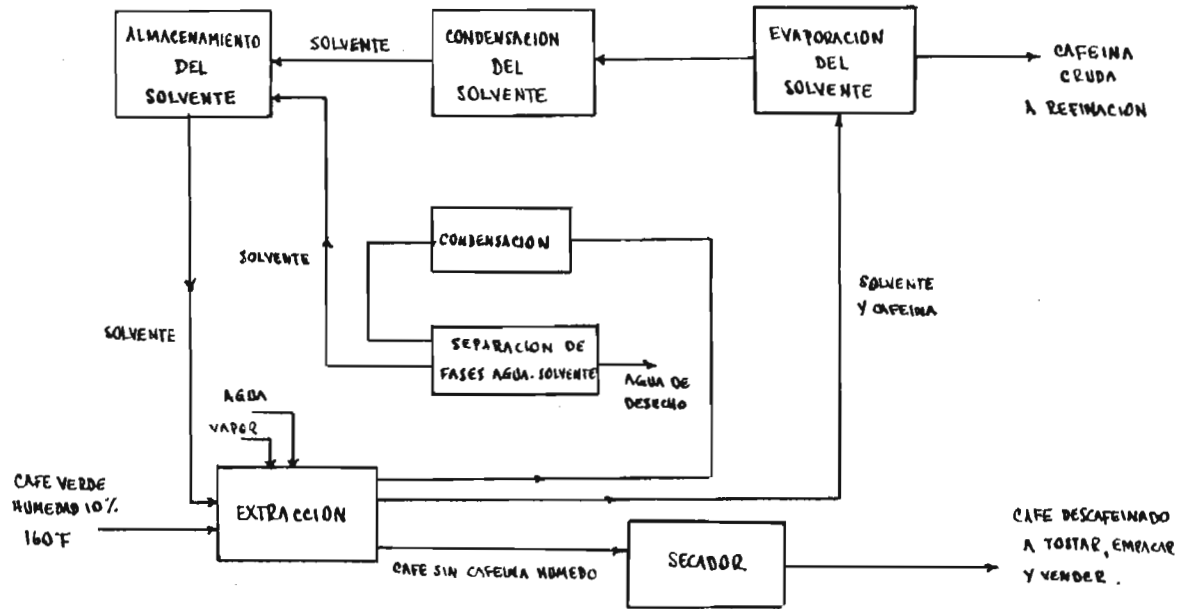 ALMACENAMIENTO
DEL
SOLVENTE
SOLVENTE
CONDENSACION
DEL
SOLVENTE
EVAPORACION
DEL
SOLVENTE
CAFEINA
CRUDA
A REFINACION
CONDENSACION
SOLVENTE
SOLVENTE
Y CAFEINA
SOLVENTE
SEPARACION DE
FASES AGUA-SOLVENTE
AGUA DE
DESECHO
AGUA
VAPOR
CAFE VERDE
HUMEDAD 10%
160°F
EXTRACCION
CAFE SIN CAFEINA HUMEDO
SECADOR
CAFE DESCAFEINADO
A TOSTAR, EMPACAR
Y VENDER.